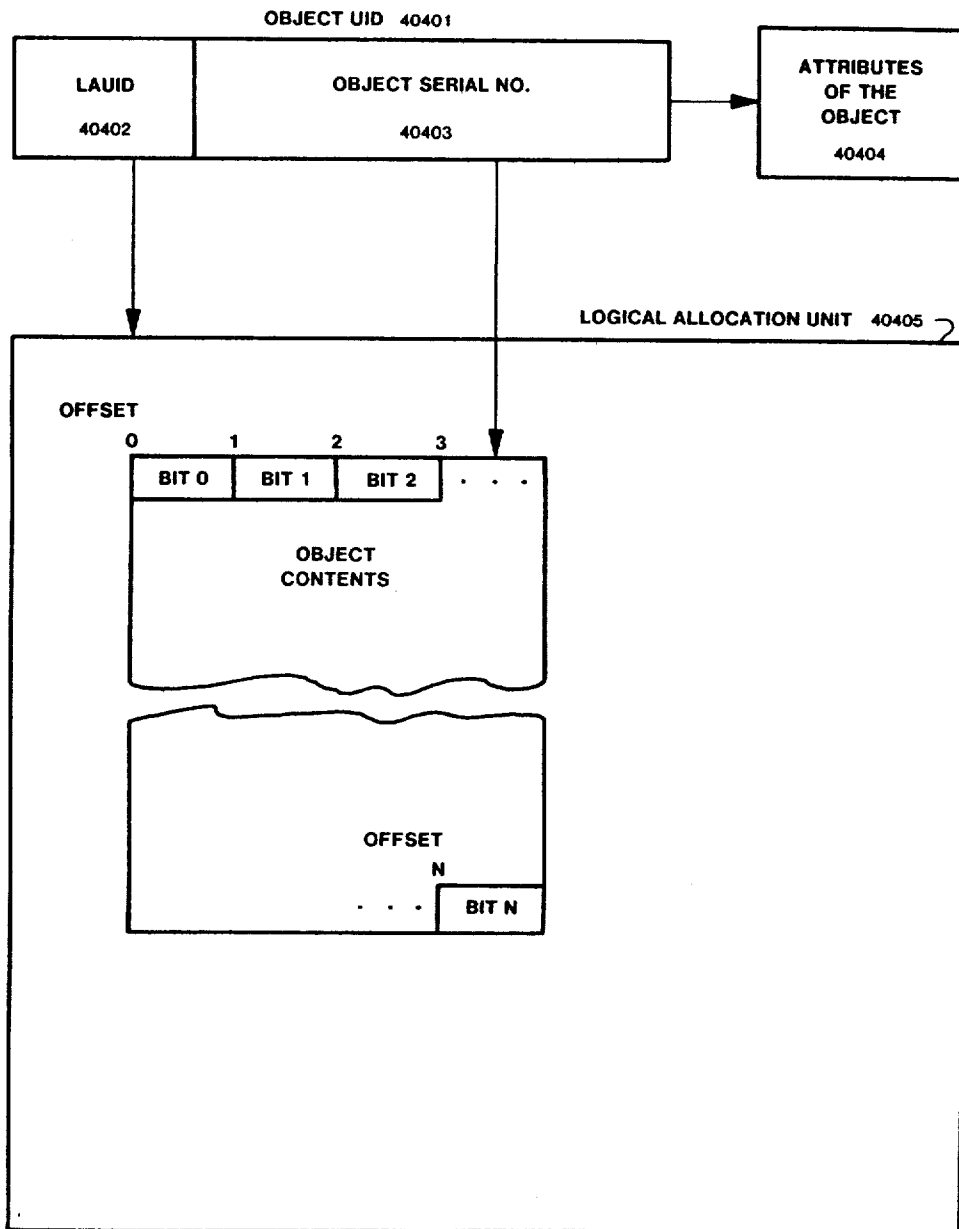 OBJECT UID 40401
LAUID
40402
OBJECT SERIAL NO.
40403
ATTRIBUTES
OF THE
OBJECT
40404
LOGICAL ALLOCATION UNIT 40405
OFFSET
0 1 2 3
BIT 0 BIT 1 BIT 2 . . .
OBJECT
CONTENTS
OFFSET
N
. . . BIT N